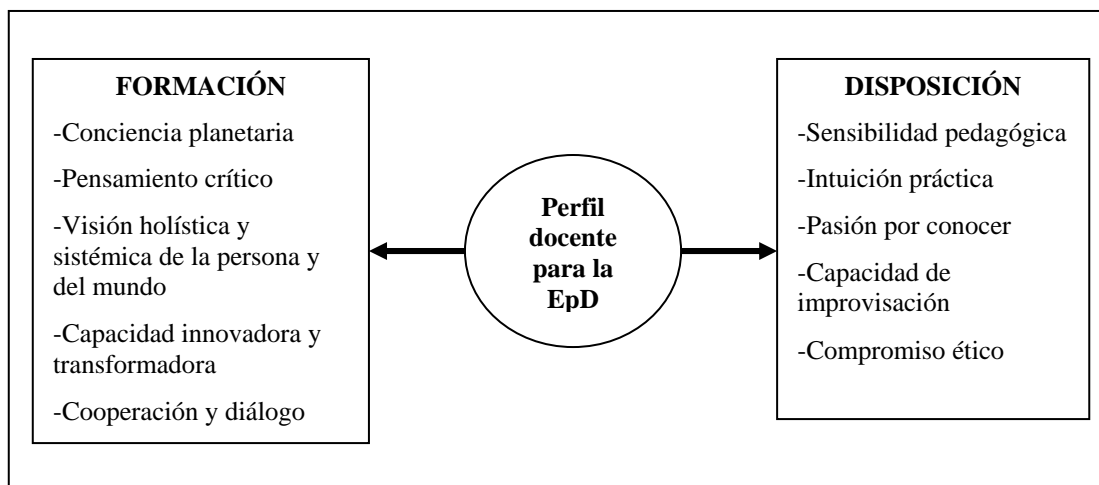 FORMACIÓN
-Conciencia planetaria
-Pensamiento crítico
-Visión holística y
sistémica de la persona y
del mundo
-Capacidad innovadora y
transformadora
-Cooperación y diálogo
Perfil
docente
para la
EpD
DISPOSICIÓN
-Sensibilidad pedagógica
-Intuición práctica
-Pasión por conocer
-Capacidad de
improvisación
-Compromiso ético